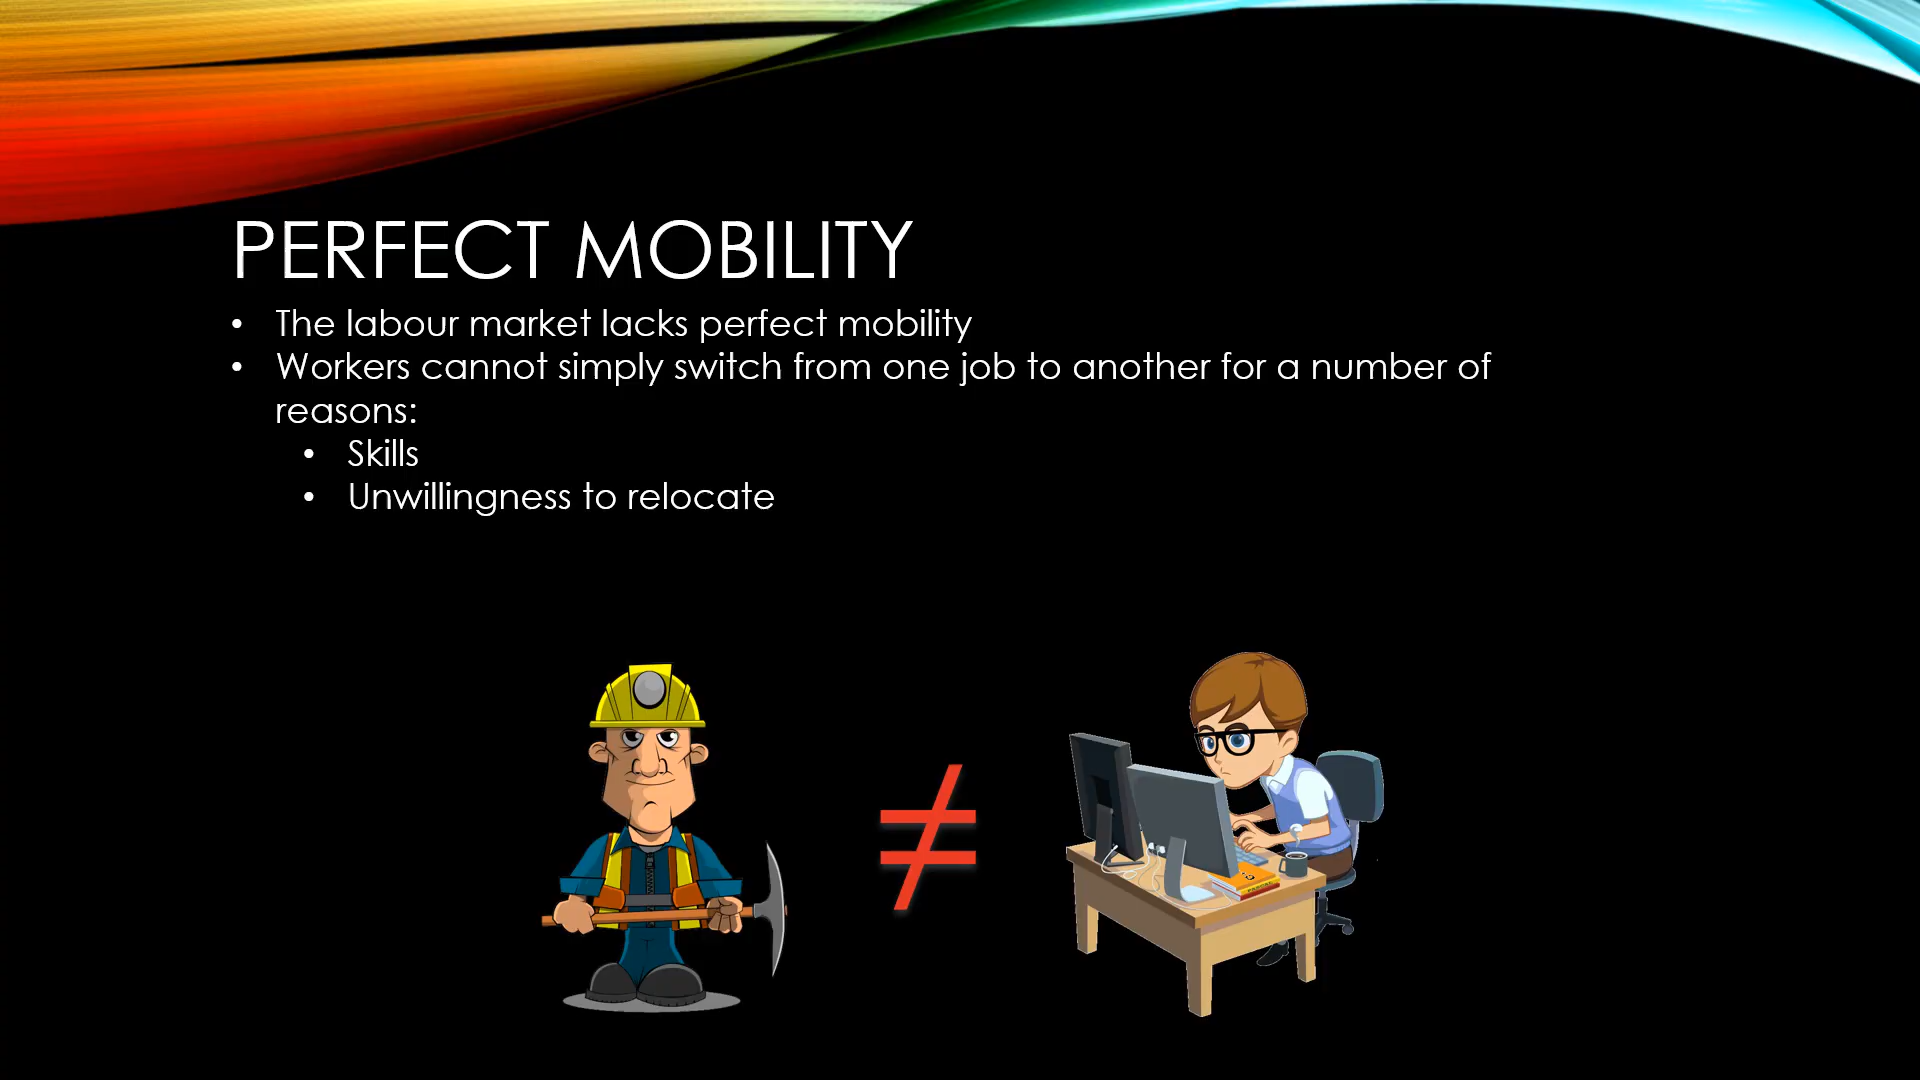 PERFECT MOBILITY
• The labour market lacks perfect mobility
• Workers cannot simply switch from one job to another for a number of
reasons:
• Skills
• Unwillingness to relocate
≠